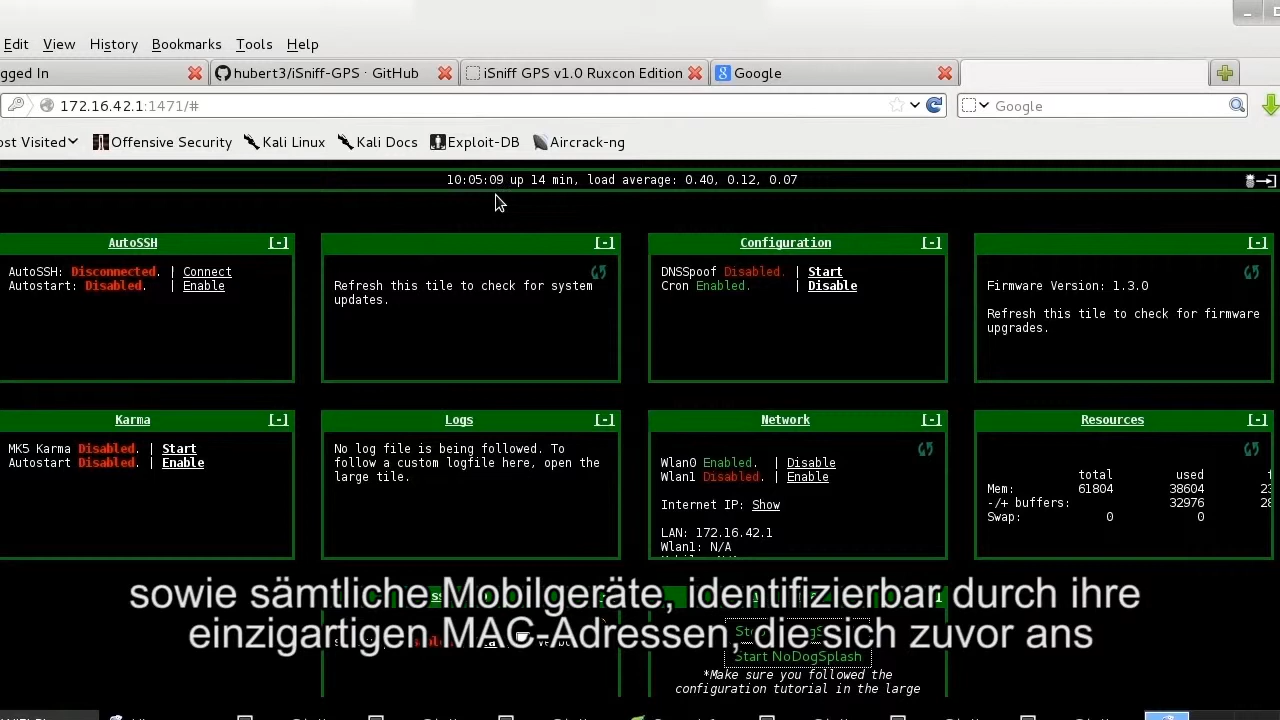 Edit View History Bookmarks Tools Help
gged In hubert3/iSniff-GPS · GitHub iSniff GPS v1.0 Ruxcon Edition Google
172.16.42.1:1471/# Google
ost Visited Offensive Security Kali Linux Kali Docs Exploit-DB Aircrack-ng
10:05:09 up 14 min, load average: 0.40, 0.12, 0.07
AutoSSH [-]
AutoSSH: Disconnected. | Connect
Autostart: Disabled. | Enable
[-]
Refresh this tile to check for system
updates.
Configuration [-]
DNSSpoof Disabled. | Start
Cron Enabled. | Disable
[-]
Firmware Version: 1.3.0
Refresh this tile to check for firmware
upgrades.
Karma [-]
MK5 Karma Disabled. | Start
Autostart Disabled. | Enable
Logs [-]
No log file is being followed. To
follow a custom logfile here, open the
large tile.
Network [-]
Wlan0 Enabled. | Disable
Wlan1 Disabled. | Enable
Internet IP: Show
LAN: 172.16.42.1
Wlan1: N/A
Resources [-]
total used
Mem: 61804 38604
-/+ buffers: 32976
Swap: 0 0
sowie sämtliche Mobilgeräte, identifizierbar durch ihre
einzigartigen MAC-Adressen, die sich zuvor ans
Start NoDogSplash
*Make sure you followed the
configuration tutorial in the large